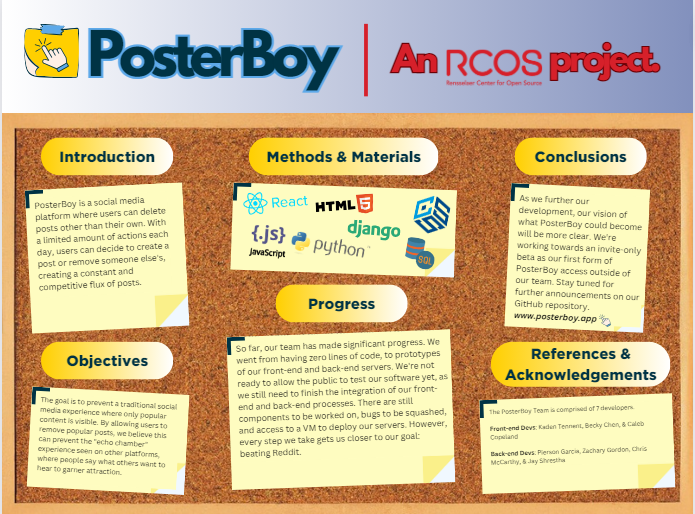 PosterBoy
An RCOS project.
Rensselaer Center for Open Source
Introduction
PosterBoy is a social media
platform where users can delete
posts other than their own. With
a limited amount of actions each
day, users can decide to create a
post or remove someone else's,
creating a constant and
competitive flux of posts.
Objectives
The goal is to prevent a traditional social
media experience where only popular
content is visible. By allowing users to
remove popular posts, we believe this
can prevent the "echo chamber"
experience seen on other platforms,
where people say what others want to
hear to garner attraction.
Methods & Materials
React
HTML 5
django
{.js}
JavaScript
python
SQL
Progress
So far, our team has made significant progress. We
went from having zero lines of code, to prototypes
of our front-end and back-end servers. We're not
ready to allow the public to test our software yet, as
we still need to finish the integration of our front-
end and back-end processes. There are still
components to be worked on, bugs to be squashed,
and access to a VM to deploy our servers. However,
every step we take gets us closer to our goal:
beating Reddit.
Conclusions
As we further our
development, our vision of
what PosterBoy could become
will be more clear. We're
working towards an invite-only
beta as our first form of
PosterBoy access outside of
our team. Stay tuned for
further announcements on our
GitHub repository.
www.posterboy.app
References &
Acknowledgements
The PosterBoy Team is comprised of 7 developers.
Front-end Devs: Kaden Tennent, Becky Chen, & Caleb
Copeland
Back-end Devs: Pierson Garcia, Zachary Gordon, Chris
McCarthy, & Jay Shrestha